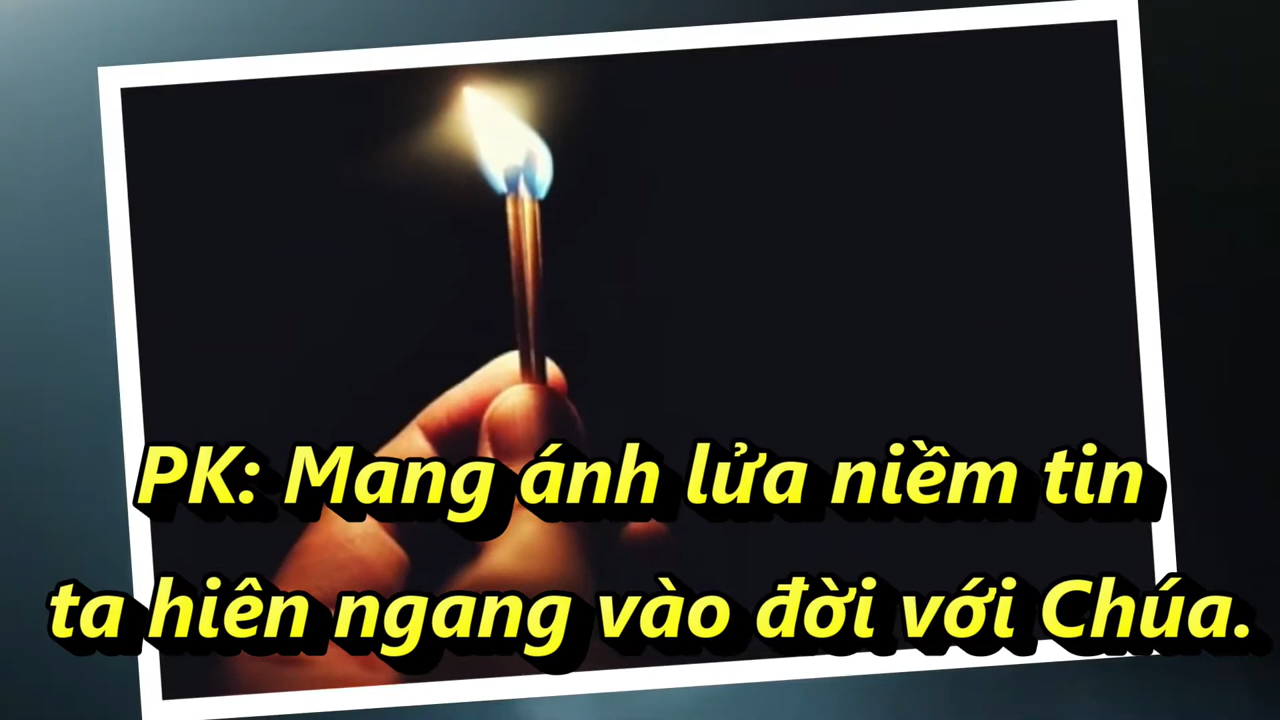 PK: Mang ánh lửa niềm tin
ta hiên ngang vào đời với Chúa.